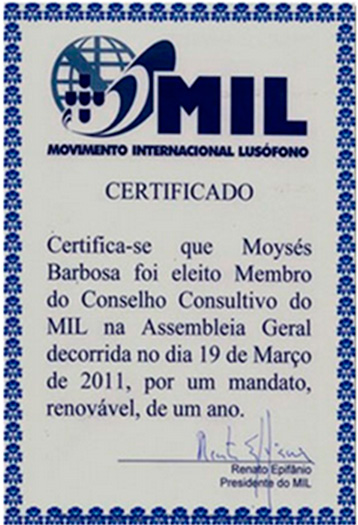 MIL
MOVIMENTO INTERNACIONAL LUSÓFONO
CERTIFICADO
Certifica-se que Moysés
Barbosa foi eleito Membro
do Conselho Consultivo do
MIL na Assembleia Geral
decorrida no dia 19 de Março
de 2011, por um mandato,
renovável, de um ano.
Renato Epifânio
Renato Epifânio
Presidente do MIL